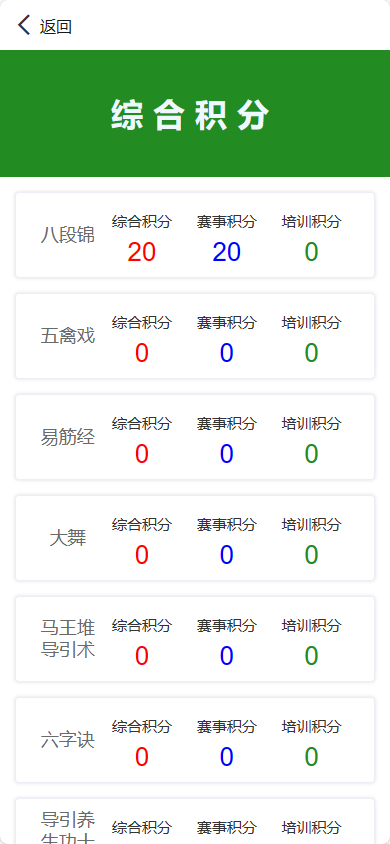 返回
综合积分
八段锦
综合积分 赛事积分 培训积分
20 20 0
五禽戏
综合积分 赛事积分 培训积分
0 0 0
易筋经
综合积分 赛事积分 培训积分
0 0 0
大舞
综合积分 赛事积分 培训积分
0 0 0
马王堆
导引术
综合积分 赛事积分 培训积分
0 0 0
六字诀
综合积分 赛事积分 培训积分
0 0 0
导引养
生功十
综合积分 赛事积分 培训积分